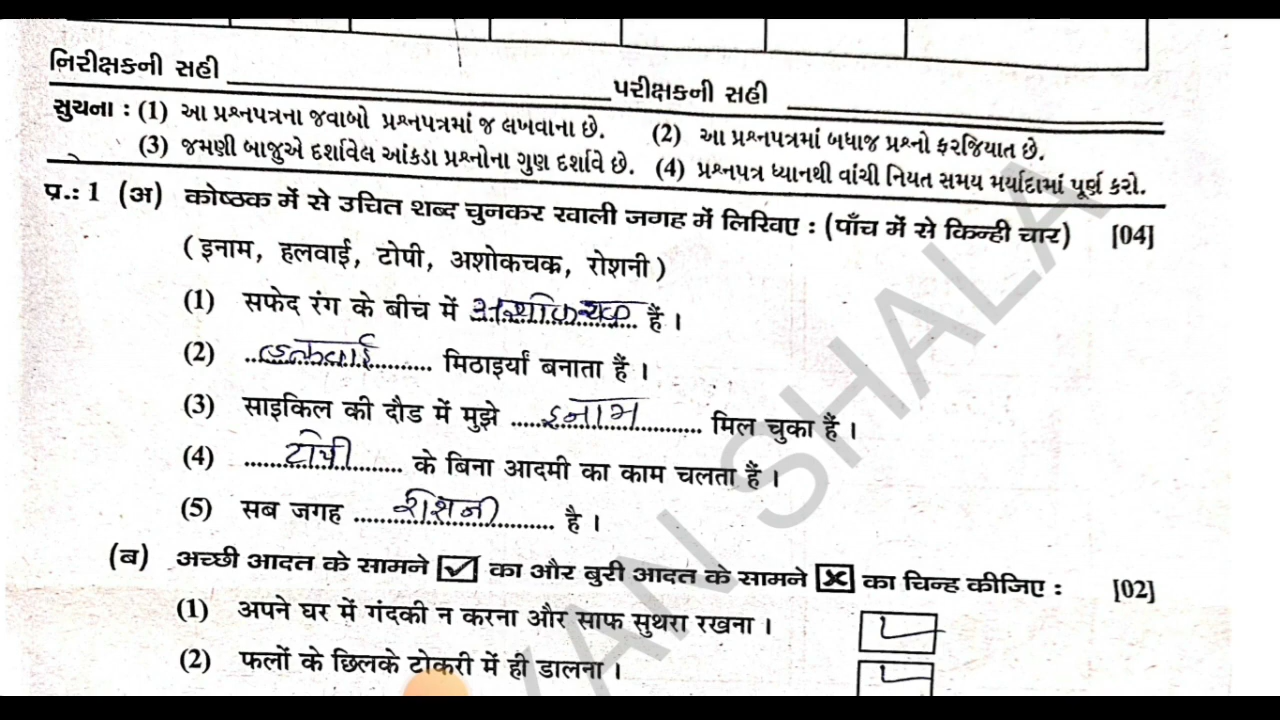 નિરીક્ષકની સહી ____________ પરીક્ષકની સહી ____________
સુચના : (1) આ પ્રશ્નપત્રના જવાબો પ્રશ્નપત્રમાં જ લખવાના છે. (2) આ પ્રશ્નપત્રમાં બધાજ પ્રશ્નો ફરજિયાત છે.
(3) જમણી બાજુએ દર્શાવેલ આંકડા પ્રશ્નોના ગુણ દર્શાવે છે. (4) પ્રશ્નપત્ર ધ્યાનથી વાંચી નિયત સમય મર્યાદામાં પૂર્ણ કરો.
प्र.: 1 (अ) कोष्ठक में से उचित शब्द चुनकर खाली जगह में लिखिए : (पाँच में से किन्ही चार) [04]
( इनाम, हलवाई, टोपी, अशोकचक, रोशनी )
(1) सफेद रंग के बीच में ............ हैं ।
(2) हलवाई मिठाइयाँ बनाता हैं ।
(3) साइकिल की दौड में मुझे इनाम मिल चुका हैं ।
(4) टोपी के बिना आदमी का काम चलता हैं ।
(5) सब जगह रोशनी है ।
(ब) अच्छी आदत के सामने ✓ का और बुरी आदत के सामने × का चिन्ह कीजिए : [02]
(1) अपने घर में गंदकी न करना और साफ सुथरा रखना ।
(2) फलों के छिलके टोकरी में ही डालना ।
YAN SHALA